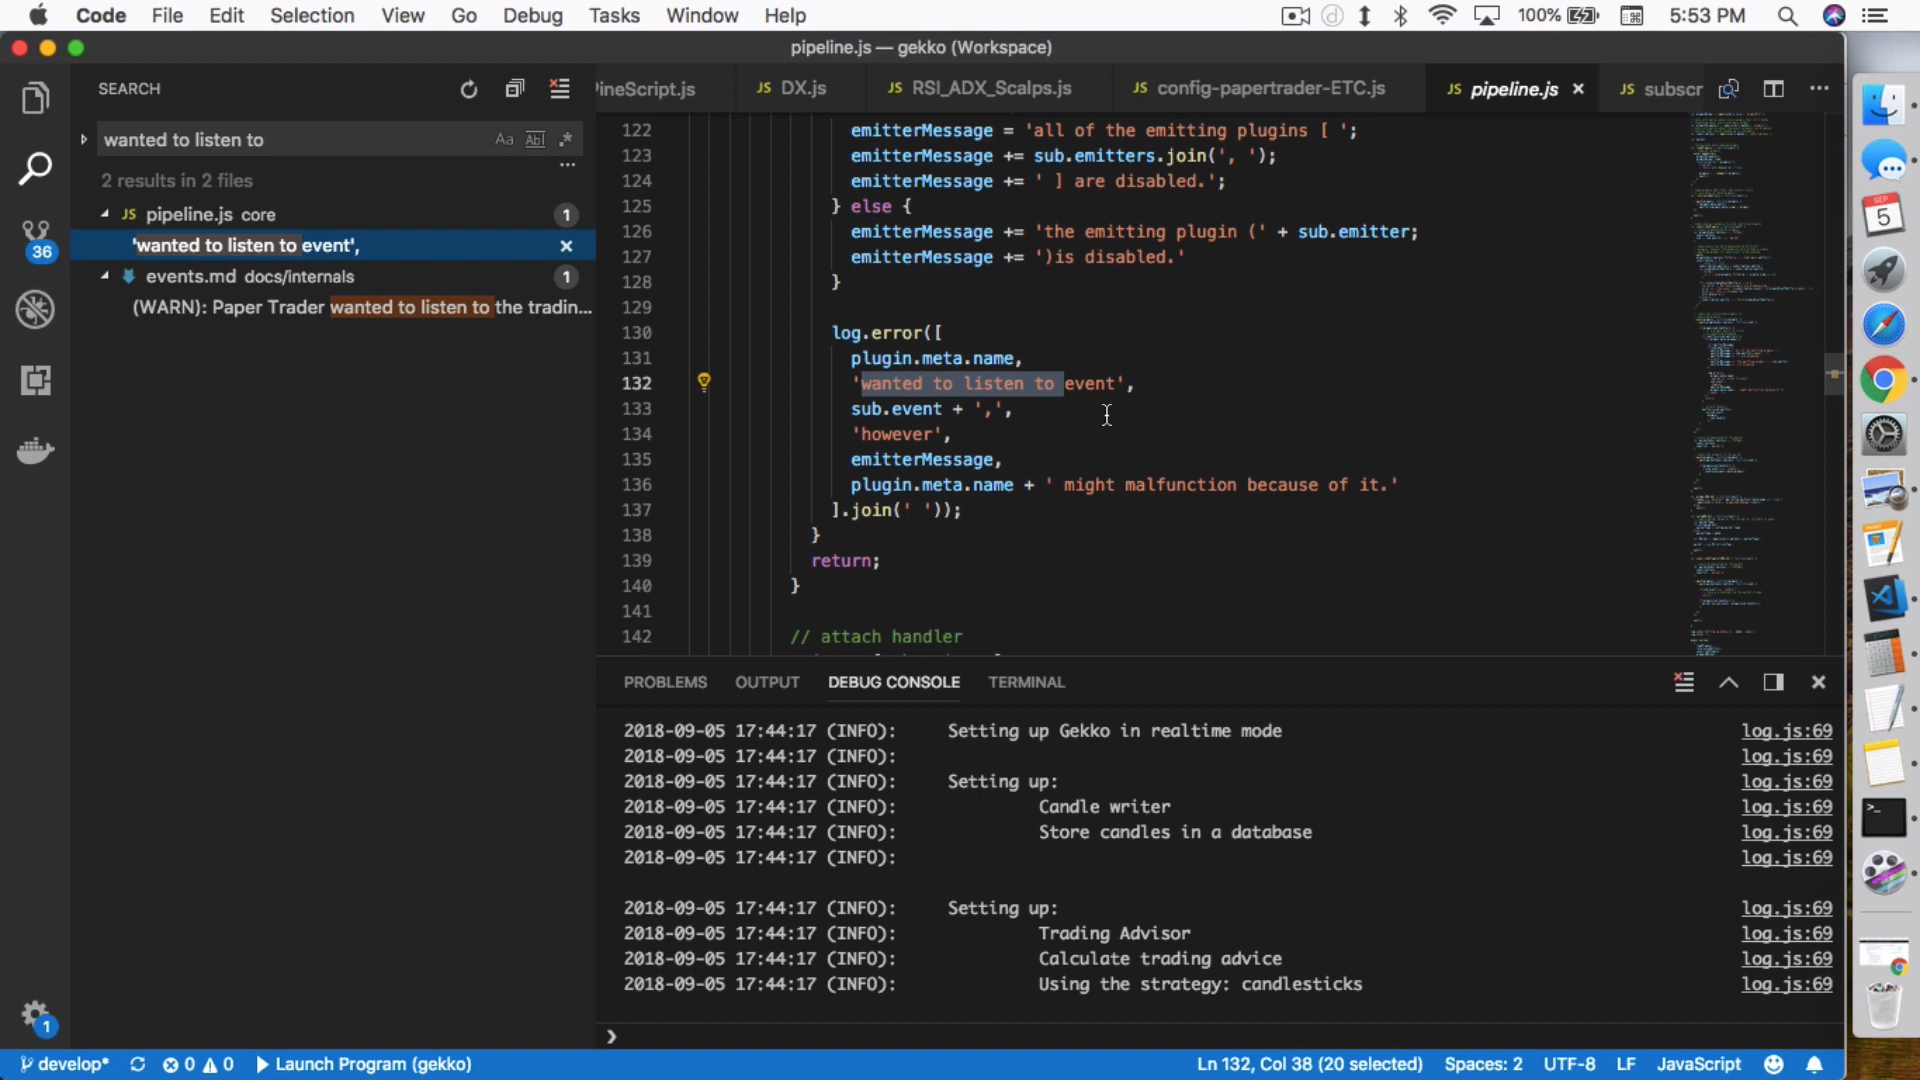 Code File Edit Selection View Go Debug Tasks Window Help 100% 5:53 PM
pipeline.js — gekko (Workspace)
SEARCH
wanted to listen to
Aa Abl .*
2 results in 2 files
JS pipeline.js core 1
'wanted to listen to event',
events.md docs/internals 1
(WARN): Paper Trader wanted to listen to the tradin...
36
1
PineScript.js JS DX.js JS RSI_ADX_Scalps.js JS config-papertrader-ETC.js JS pipeline.js JS subscr
122 emitterMessage = 'all of the emitting plugins [ ';
123 emitterMessage += sub.emitters.join(', ');
124 emitterMessage += ' ] are disabled.';
125 } else {
126 emitterMessage += 'the emitting plugin (' + sub.emitter;
127 emitterMessage += ')is disabled.'
128 }
129
130 log.error([
131 plugin.meta.name,
132 'wanted to listen to event',
133 sub.event + ',',
134 'however',
135 emitterMessage,
136 plugin.meta.name + ' might malfunction because of it.'
137 ].join(' '));
138 }
139 return;
140 }
141
142 // attach handler
PROBLEMS OUTPUT DEBUG CONSOLE TERMINAL
2018-09-05 17:44:17 (INFO): Setting up Gekko in realtime mode log.js:69
2018-09-05 17:44:17 (INFO): log.js:69
2018-09-05 17:44:17 (INFO): Setting up: log.js:69
2018-09-05 17:44:17 (INFO): Candle writer log.js:69
2018-09-05 17:44:17 (INFO): Store candles in a database log.js:69
2018-09-05 17:44:17 (INFO): log.js:69
2018-09-05 17:44:17 (INFO): Setting up: log.js:69
2018-09-05 17:44:17 (INFO): Trading Advisor log.js:69
2018-09-05 17:44:17 (INFO): Calculate trading advice log.js:69
2018-09-05 17:44:17 (INFO): Using the strategy: candlesticks log.js:69
develop* 0 0 Launch Program (gekko) Ln 132, Col 38 (20 selected) Spaces: 2 UTF-8 LF JavaScript
SEP
5